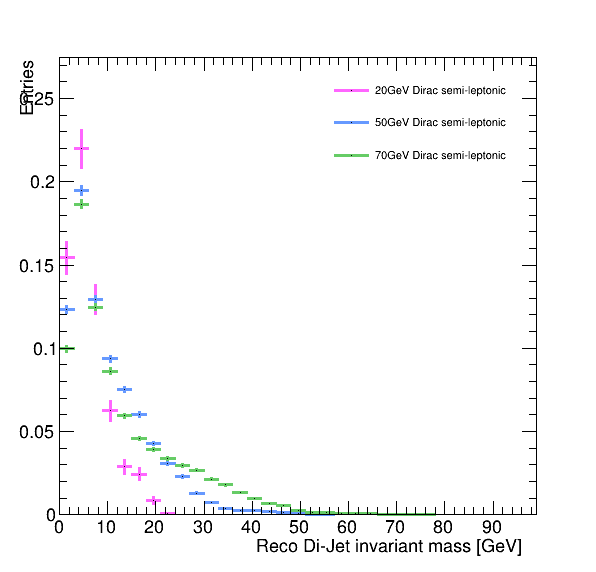 Entries
20GeV Dirac semi-leptonic
50GeV Dirac semi-leptonic
70GeV Dirac semi-leptonic
0.25
0.2
0.15
0.1
0.05
0
0 10 20 30 40 50 60 70 80 90
Reco Di-Jet invariant mass [GeV]